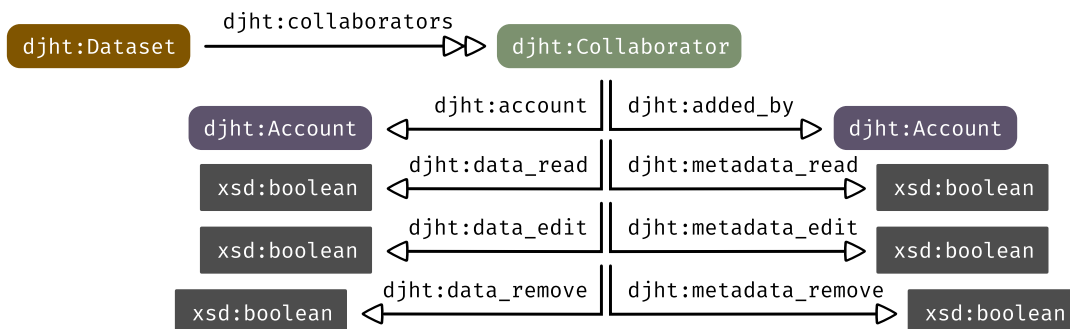 djht:collaborators
djht:Dataset
djht:Collaborator
djht:account
djht:added_by
djht:Account
djht:Account
djht:data_read
djht:metadata_read
xsd:boolean
xsd:boolean
djht:data_edit
djht:metadata_edit
xsd:boolean
xsd:boolean
djht:data_remove
djht:metadata_remove
xsd:boolean
xsd:boolean